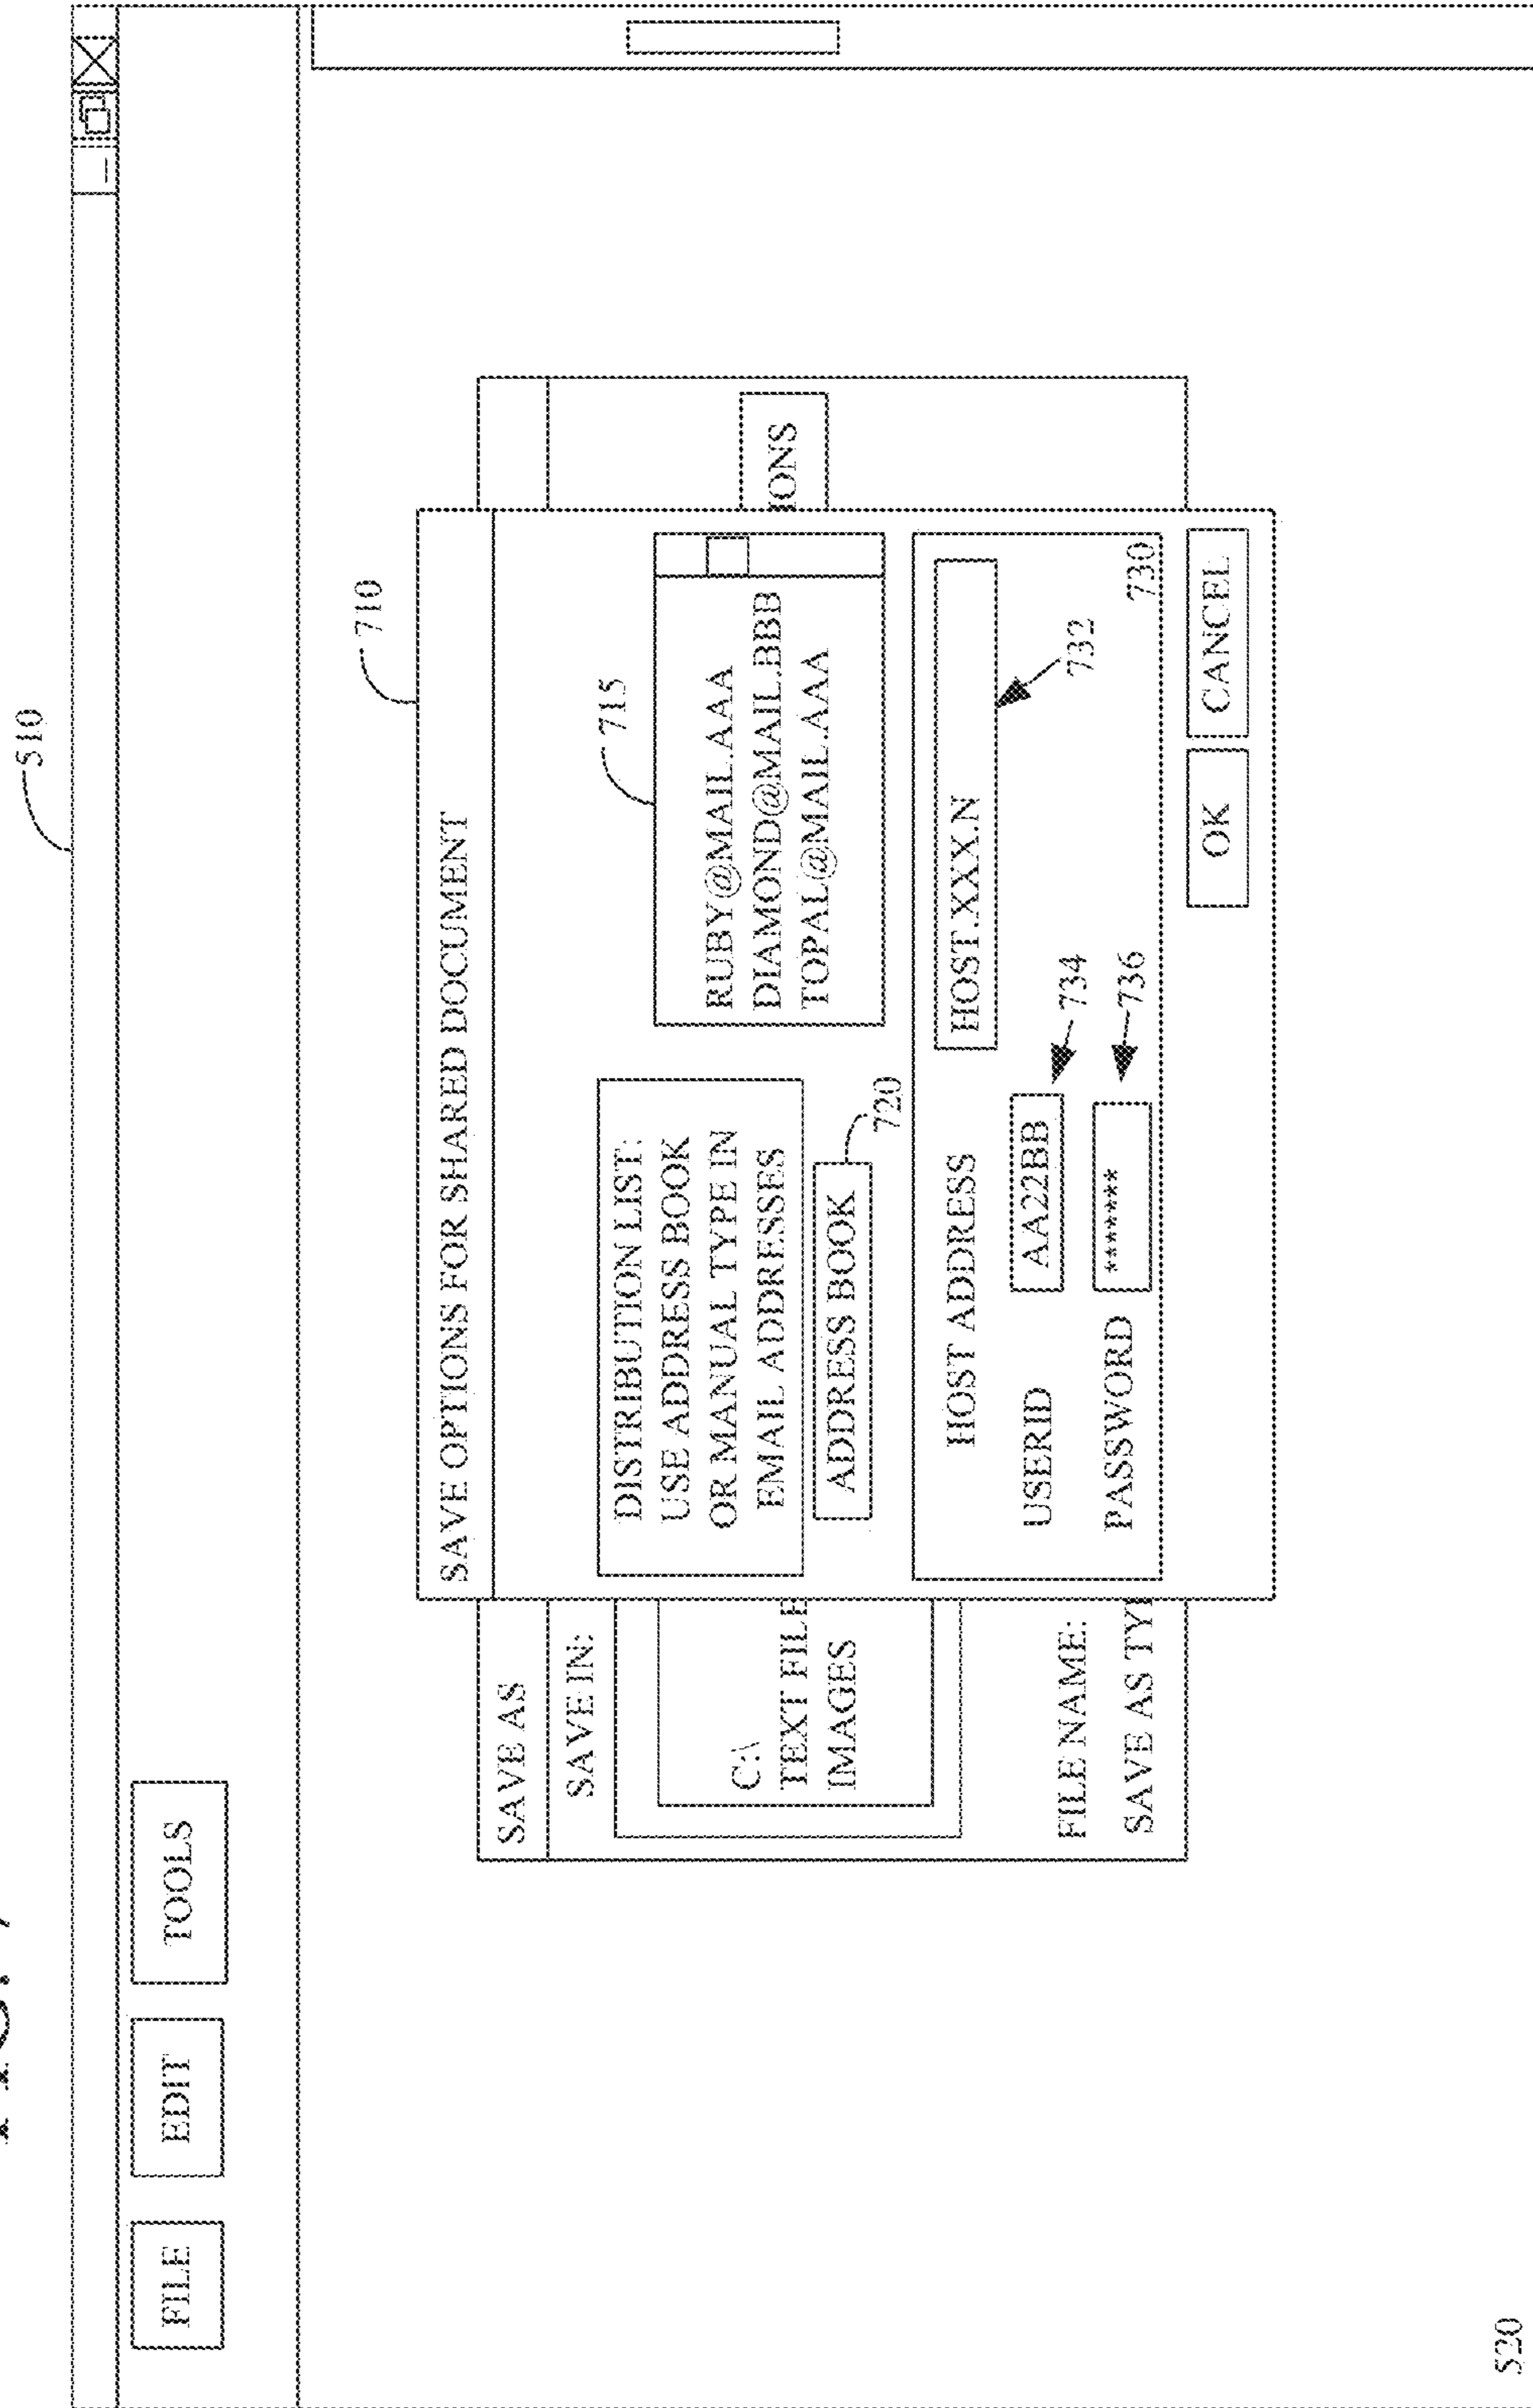 510
FILE
EDIT
TOOLS
710
SAVE OPTIONS FOR SHARED DOCUMENT
SAVE AS
SAVE IN:
C:\
TEXT FILE
IMAGES
FILE NAME:
SAVE AS TY
IONS
DISTRIBUTION LIST:
USE ADDRESS BOOK
OR MANUAL TYPE IN
EMAIL ADDRESSES
ADDRESS BOOK
720
715
RUBY@MAIL.AAA
DIAMOND@MAIL.BBB
TOPAL@MAIL.AAA
HOST ADDRESS
HOST.XXX.N
732
USERID
AA22BB
734
PASSWORD
*******
736
730
OK
CANCEL
520